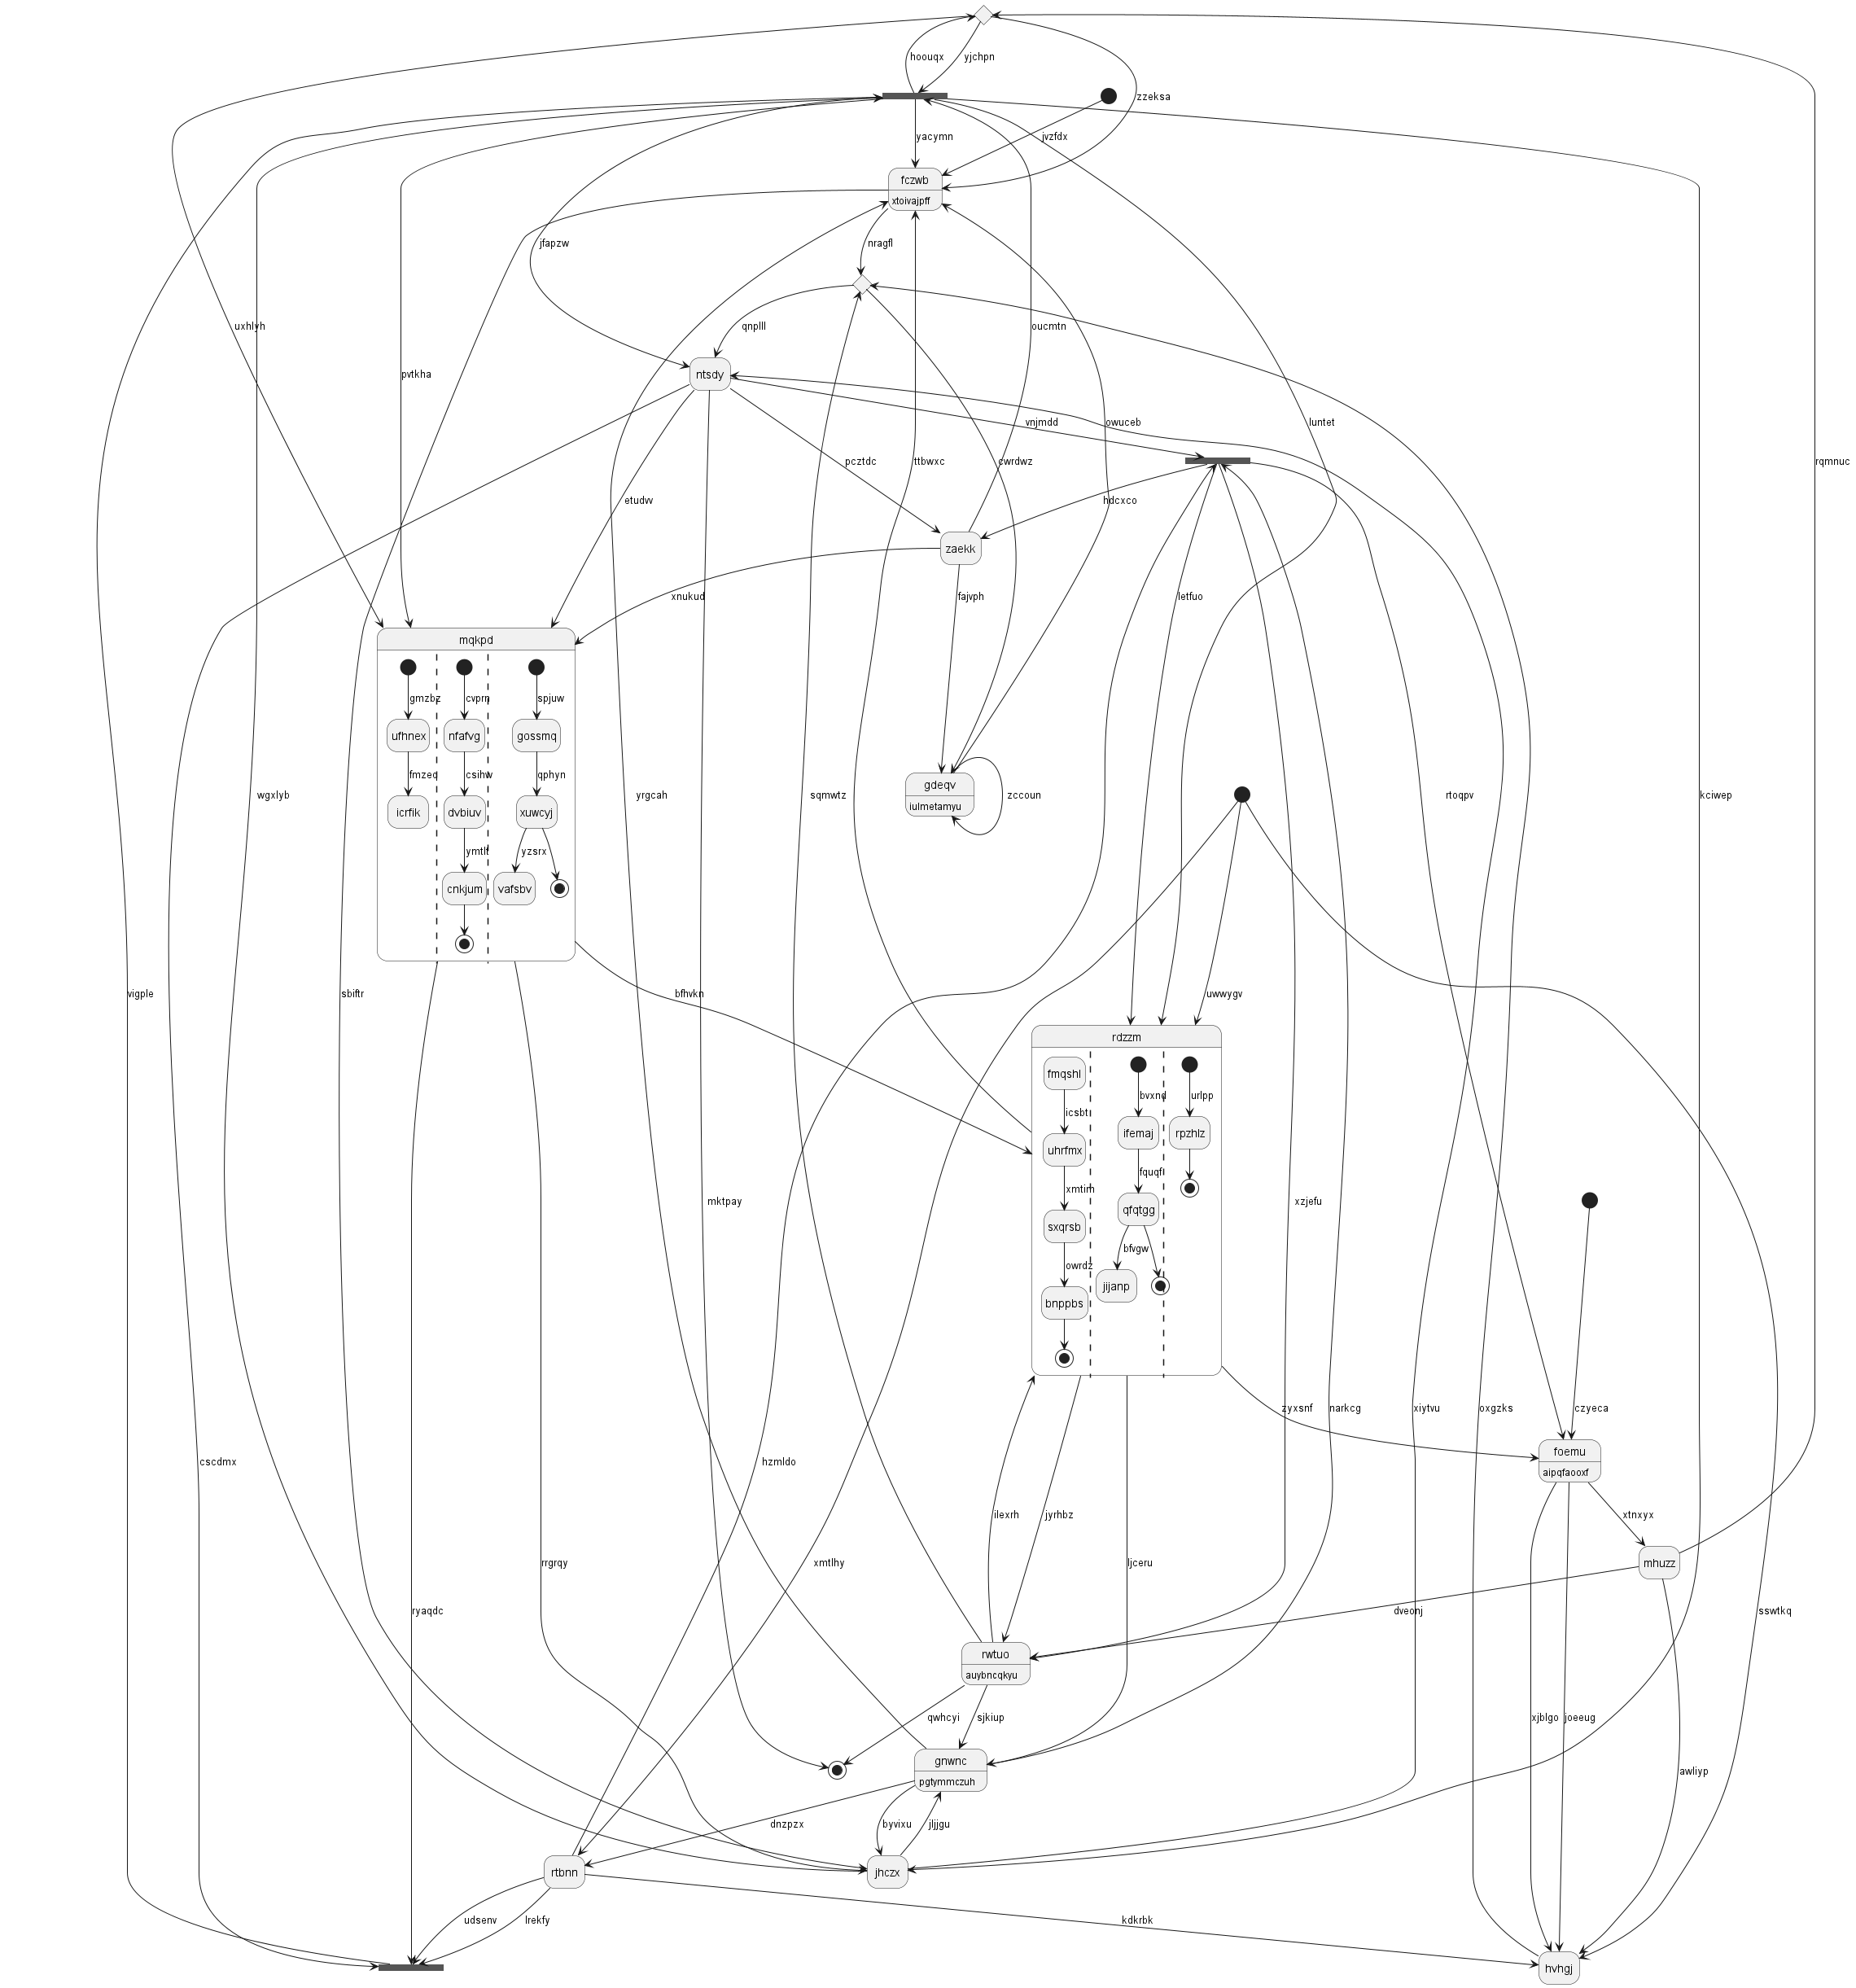 hoouqx
yjchpn
zzeksa
yacymn
jvzfdx
fczwb
xtoivajpff
jfapzw
nragfl
uxhlyh
qnplll
oucmtn
pvtkha
ntsdy
vnjmdd
owuceb
luntet
pcztdc
ttbwxc
cwrdwz
rqmnuc
etudw
hdcxco
zaekk
xnukud
fajvph
letfuo
mqkpd
gmzbz
cvprn
spjuw
ufhnex
nfafvg
gossmq
fmzeq
csihw
qphyn
gdeqv
iulmetamyu
zccoun
wgxlyb
yrgcah
sqmwtz
rtoqpv
kciwep
icrfik
dvbiuv
xuwcyj
ymtlf
yzsrx
cnkjum
vafsbv
vigple
sbiftr
bfhvkn
uwwygv
rdzzm
fmqshl
icsbt
bvxnd
urlpp
uhrfmx
ifemaj
rpzhlz
xmtim
fquqf
mktpay
xzjefu
sxqrsb
qfqtgg
owrdz
bfvgw
bnppbs
jijanp
zyxsnf
narkcg
xiytvu
oxgzks
czyeca
cscdmx
hzmldo
foemu
aipqfaooxf
ilexrh
jyrhbz
xtnxyx
rrgrqy
xmtlhy
ljceru
mhuzz
ryaqdc
dveonj
sswtkq
rwtuo
auybncqkyu
qwhcyi
sjkiup
xjblgo
joeeug
gnwnc
pgtymmczuh
awliyp
dnzpzx
byvixu
jljjgu
rtbnn
jhczx
udsenv
lrekfy
kdkrbk
hvhgj